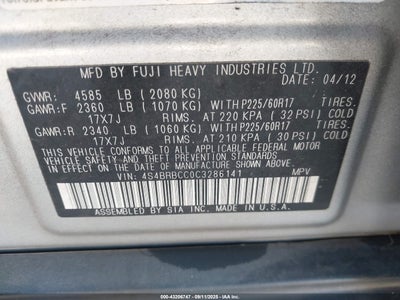 MFD BY FUJI HEAVY INDUSTRIES LTD.
DATE: 04/12
GVWR: 4585 LB (2080 KG)
GAWR:F 2360 LB (1070 KG) WITH P225/60R17 TIRES.
17X7J RIMS. AT 220 KPA (32 PSI) COLD
GAWR:R 2340 LB (1060 KG) WITH P225/60R17 TIRES.
17X7J RIMS. AT 210 KPA (30 PSI) COLD
THIS VEHICLE CONFORMS TO ALL APPLICABLE FEDERAL MOTOR
VEHICLE SAFETY AND THEFT PREVENTION STANDARDS IN EFFECT
ON THE DATE OF MANUFACTURE SHOWN ABOVE.
VIN: 4S4BRBCC0C3286141 MPV
ASSEMBLED BY SIA INC. MADE IN U.S.A.
000-43206747 - 09/11/2025 - IAAI.COM